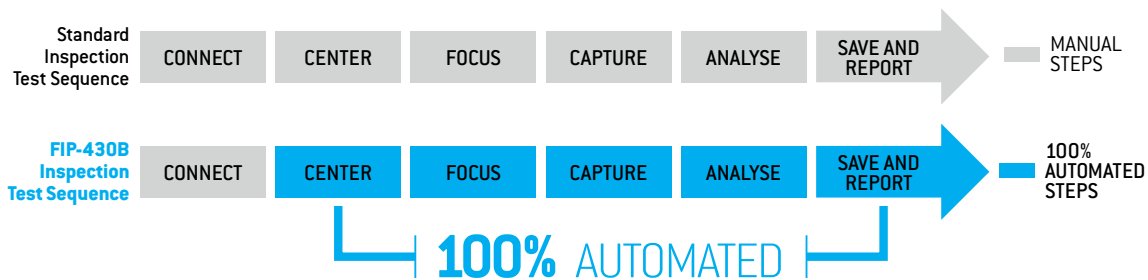 Standard
Inspection
Test Sequence
CONNECT
CENTER
FOCUS
CAPTURE
ANALYSE
SAVE AND
REPORT
MANUAL
STEPS
FIP-430B
Inspection
Test Sequence
CONNECT
CENTER
FOCUS
CAPTURE
ANALYSE
SAVE AND
REPORT
100%
AUTOMATED
STEPS
100% AUTOMATED